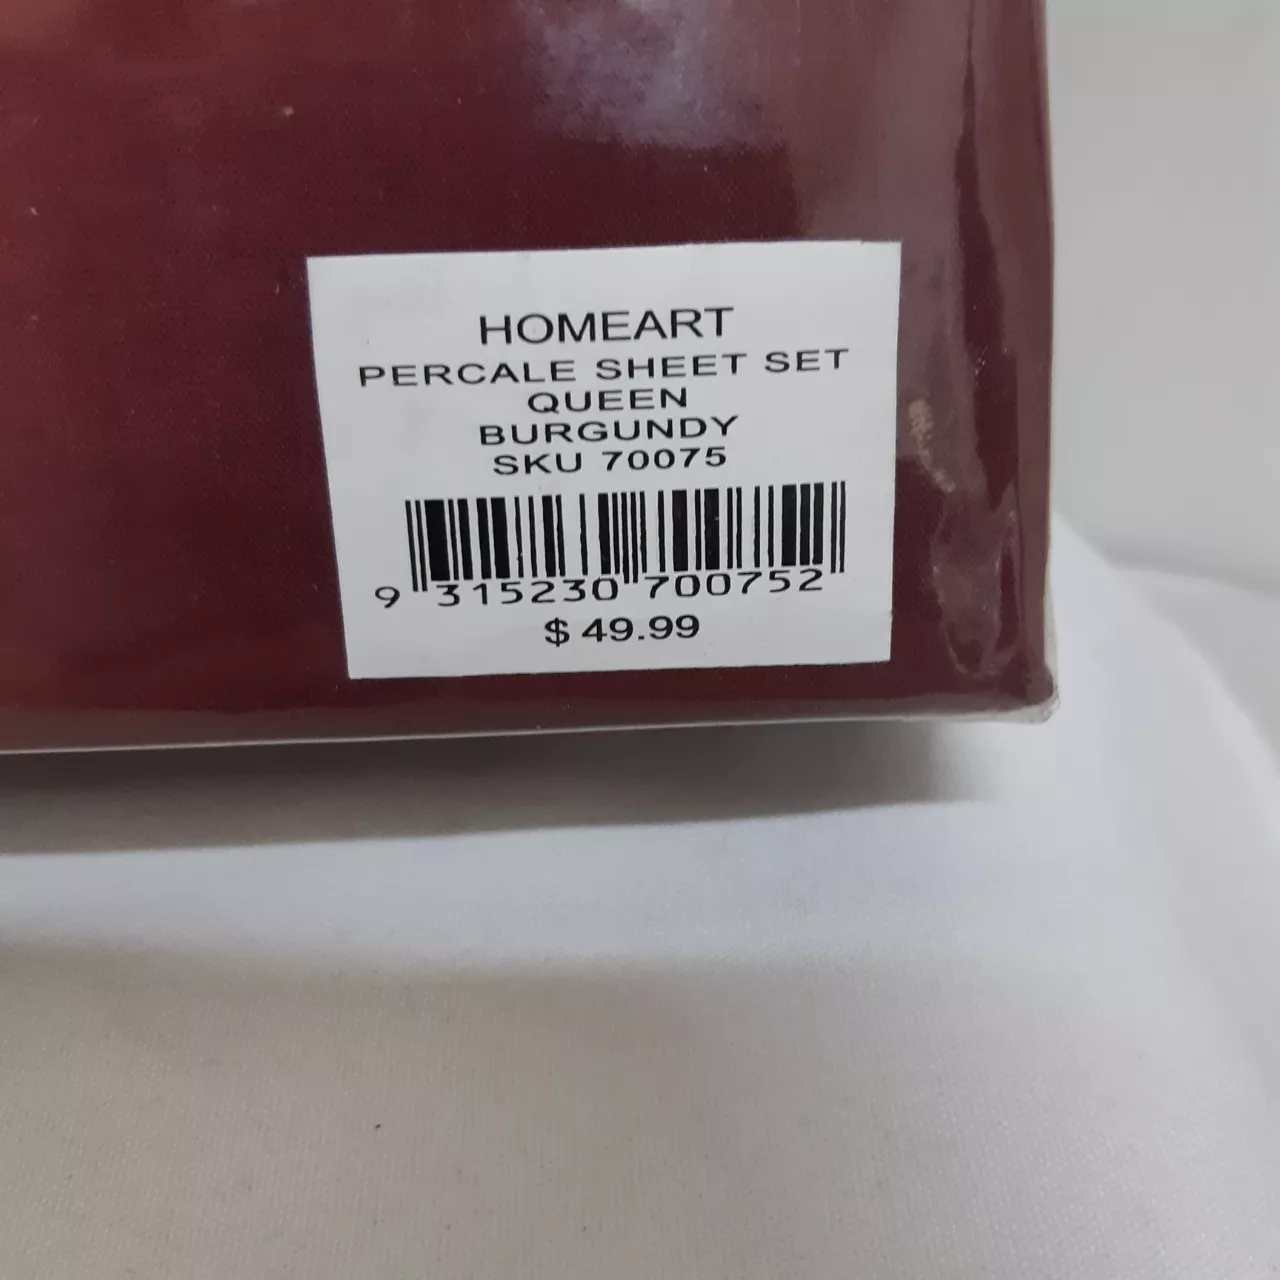 HOMEART
PERCALE SHEET SET
QUEEN
BURGUNDY
SKU 70075
9 315230 700752
$ 49.99